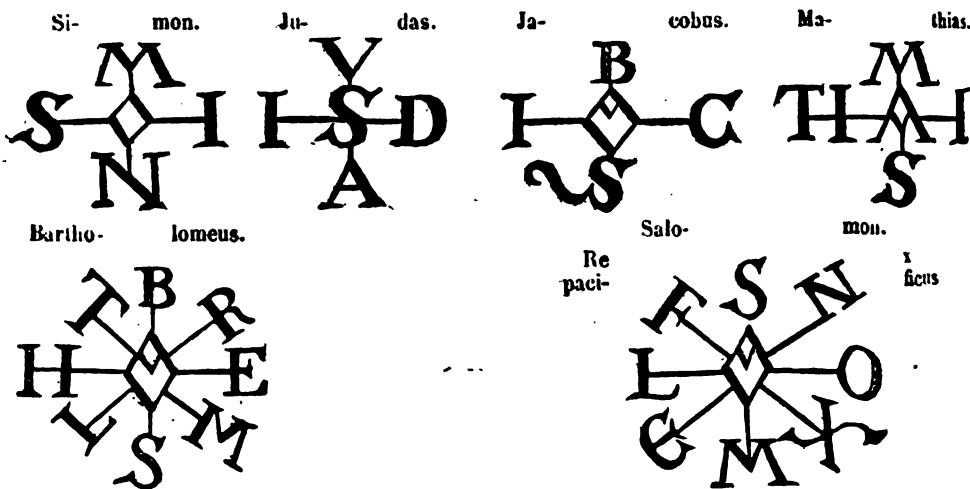 Si- mon. Ju- das. Ja- cobus. Ma- thias.
M V B M
S I I S D I C T H A I
N A S S
Bartho- lomeus. Salo- mon.
Re x
paci- ficus
T B R F S N
H E L O
L S M C M I